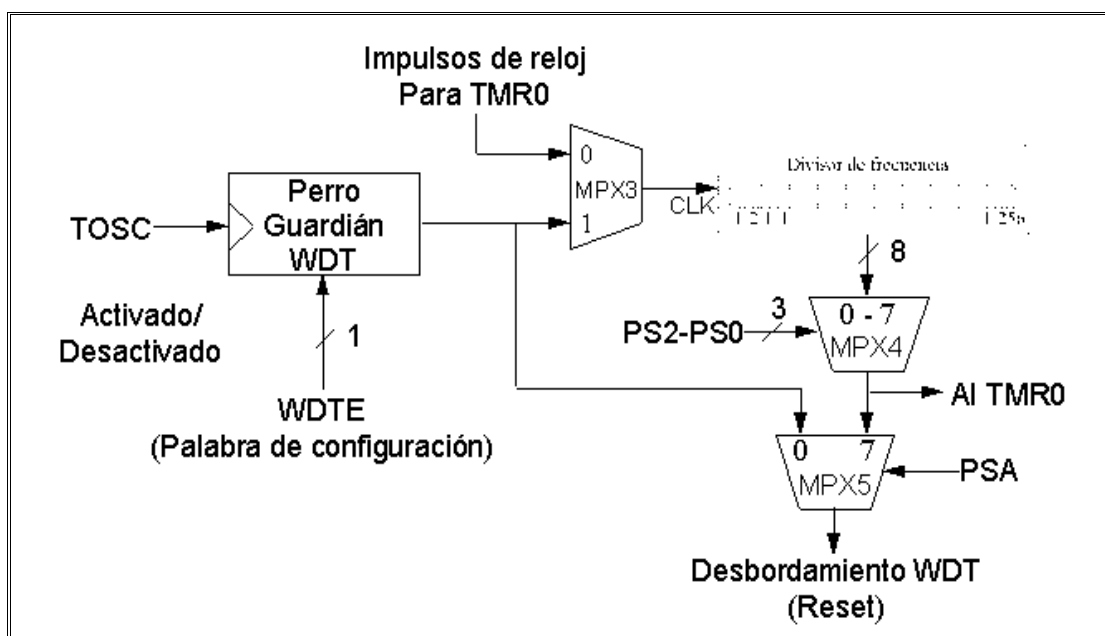 Impulsos de reloj
Para TMR0
0
MPX3
1
CLK
Divisor de frecuencia
Perro
Guardián
WDT
TOSC
8
Activado/
Desactivado
1
3
PS2-PS0
0 - 7
MPX4
WDTE
(Palabra de configuración)
Al TMR0
0 7
MPX5
PSA
Desbordamiento WDT
(Reset)